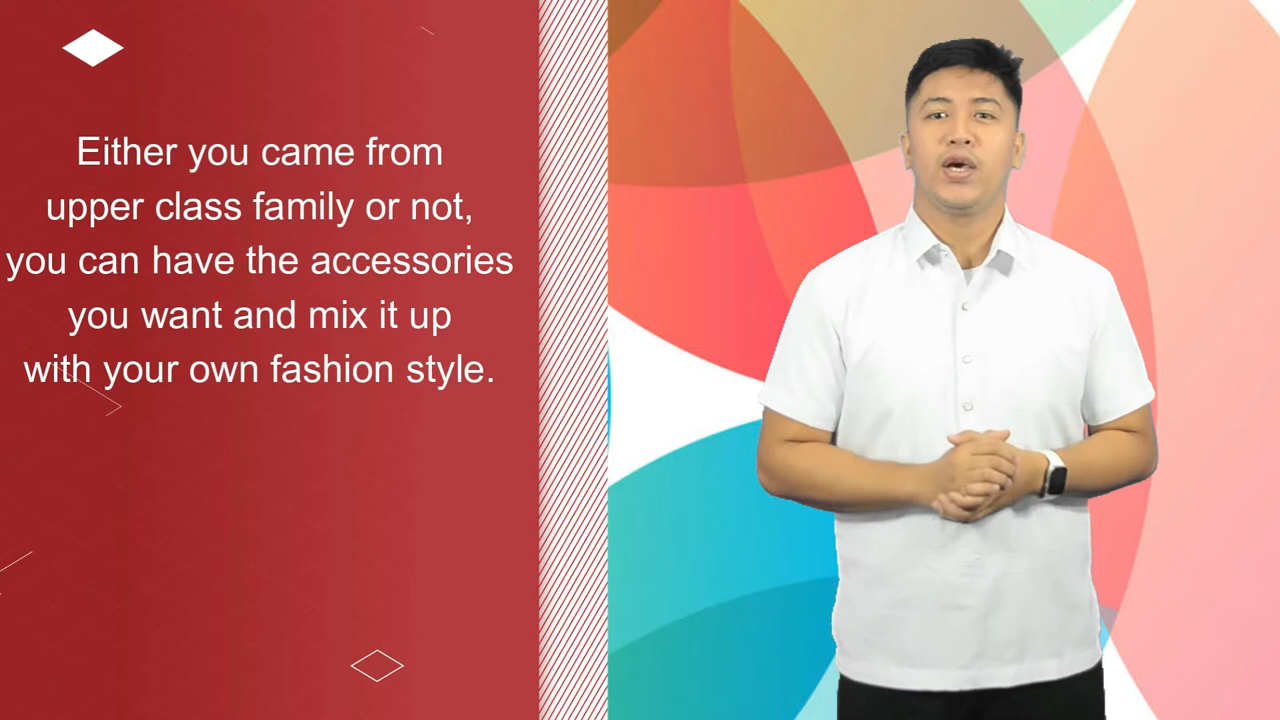 Either you came from
upper class family or not,
you can have the accessories
you want and mix it up
with your own fashion style.